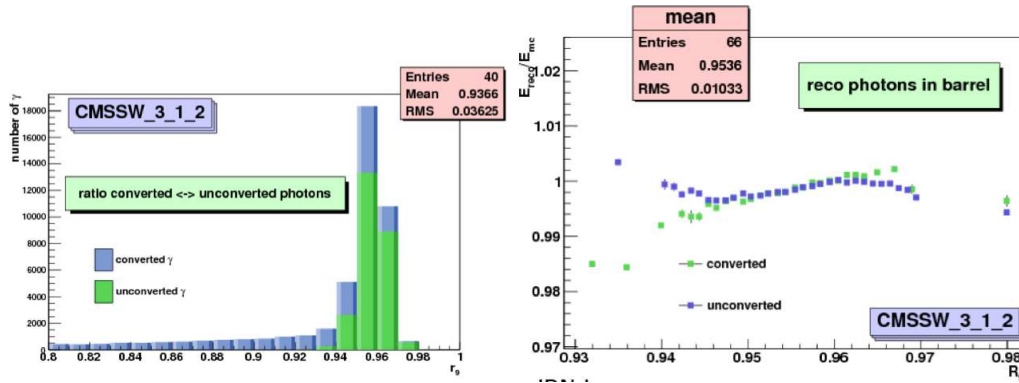 number of γ
18000
16000
14000
12000
10000
8000
6000
4000
2000
0
CMSSW_3_1_2
Entries 40
Mean 0.9366
RMS 0.03625
ratio converted <-> unconverted photons
converted γ
unconverted γ
0.8 0.82 0.84 0.86 0.88 0.9 0.92 0.94 0.96 0.98 1
r9
mean
Entries 66
Mean 0.9536
RMS 0.01033
Ereco/Emc
1.02
1.01
1
0.99
0.98
0.97
reco photons in barrel
converted
unconverted
CMSSW_3_1_2
0.93 0.94 0.95 0.96 0.97 0.98
R